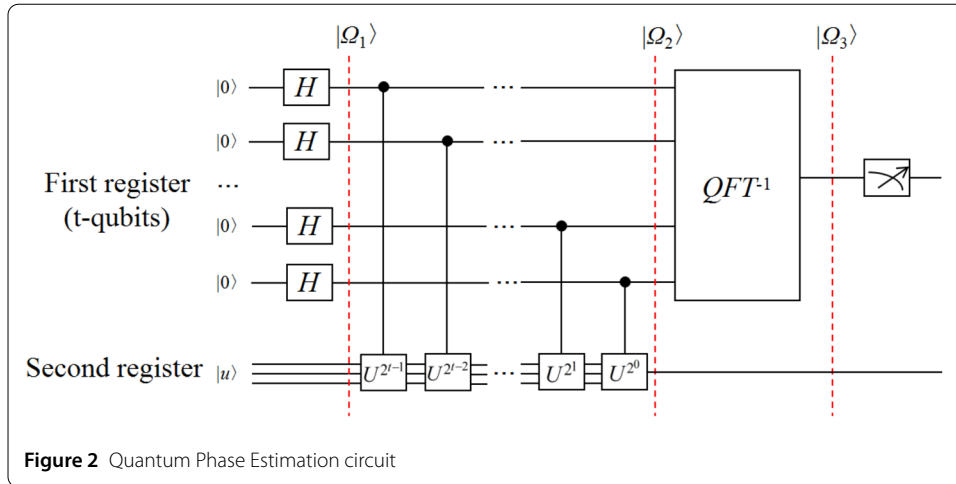 |Ω₁⟩ |Ω₂⟩ |Ω₃⟩
|0⟩ H ...
|0⟩ H ...
First register ...
(t-qubits)
QFT⁻¹
|0⟩ H ...
|0⟩ H ...
Second register |u⟩ U^{2^{t-1}} U^{2^{t-2}} ... U^{2^1} U^{2^0}
Figure 2 Quantum Phase Estimation circuit